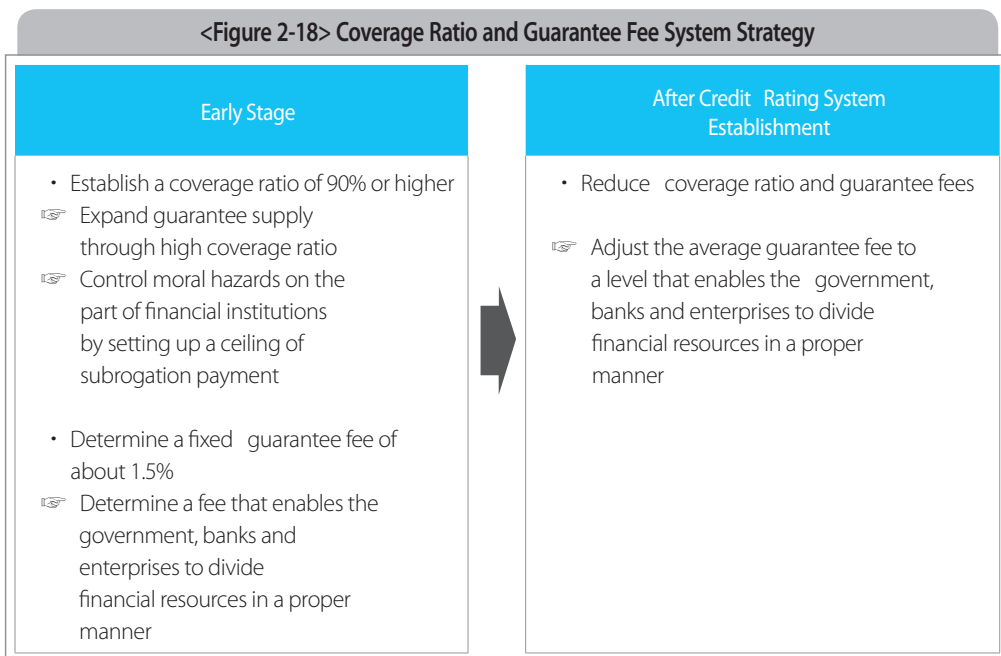 <Figure 2-18> Coverage Ratio and Guarantee Fee System Strategy
Early Stage
・ Establish a coverage ratio of 90% or higher
☞ Expand guarantee supply
through high coverage ratio
☞ Control moral hazards on the
part of financial institutions
by setting up a ceiling of
subrogation payment
・ Determine a fixed guarantee fee of
about 1.5%
☞ Determine a fee that enables the
government, banks and
enterprises to divide
financial resources in a proper
manner
After Credit Rating System
Establishment
・ Reduce coverage ratio and guarantee fees
☞ Adjust the average guarantee fee to
a level that enables the government,
banks and enterprises to divide
financial resources in a proper
manner